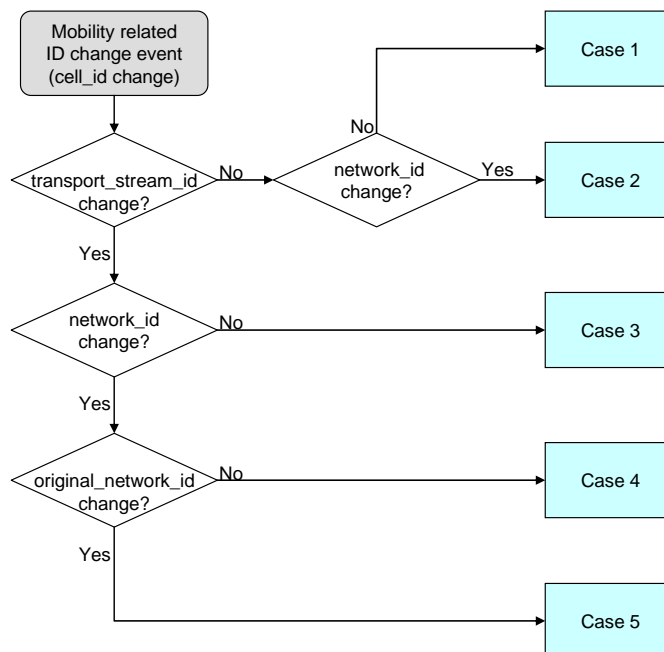 Mobility related
ID change event
(cell_id change)
Case 1
No
transport_stream_id
change?
No
network_id
change?
Yes
Case 2
Yes
network_id
change?
No
Case 3
Yes
original_network_id
change?
No
Case 4
Yes
Case 5